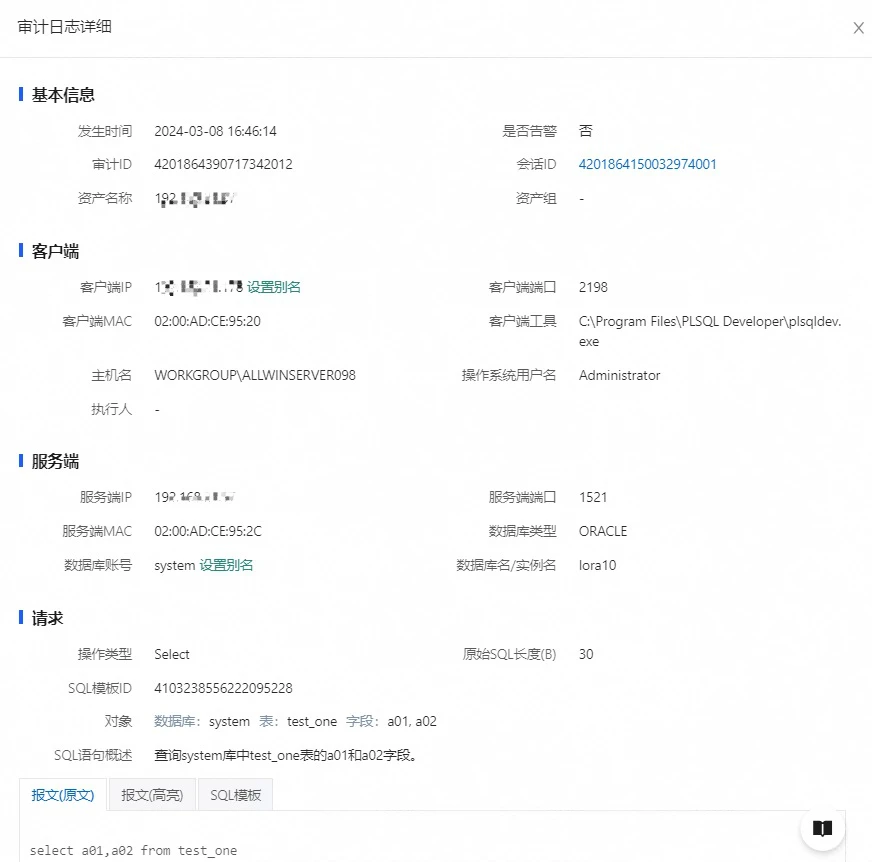 审计日志详细
基本信息
发生时间 2024-03-08 16:46:14 是否告警 否
审计ID 4201864390717342012 会话ID 4201864150032974001
资产名称 资产组 -
客户端
客户端IP 设置别名 客户端端口 2198
客户端MAC 02:00:AD:CE:95:20 客户端工具 C:\Program Files\PLSQL Developer\plsqldev.
exe
主机名 WORKGROUP\ALLWINSERVER098 操作系统用户名 Administrator
执行人 -
服务端
服务端IP 服务端端口 1521
服务端MAC 02:00:AD:CE:95:2C 数据库类型 ORACLE
数据库账号 system 设置别名 数据库名/实例名 lora10
请求
操作类型 Select 原始SQL长度(B) 30
SQL模板ID 4103238556222095228
对象 数据库: system 表: test_one 字段: a01, a02
SQL语句概述 查询system库中test_one表的a01和a02字段。
报文(原文) 报文(高亮) SQL模板
select a01,a02 from test_one